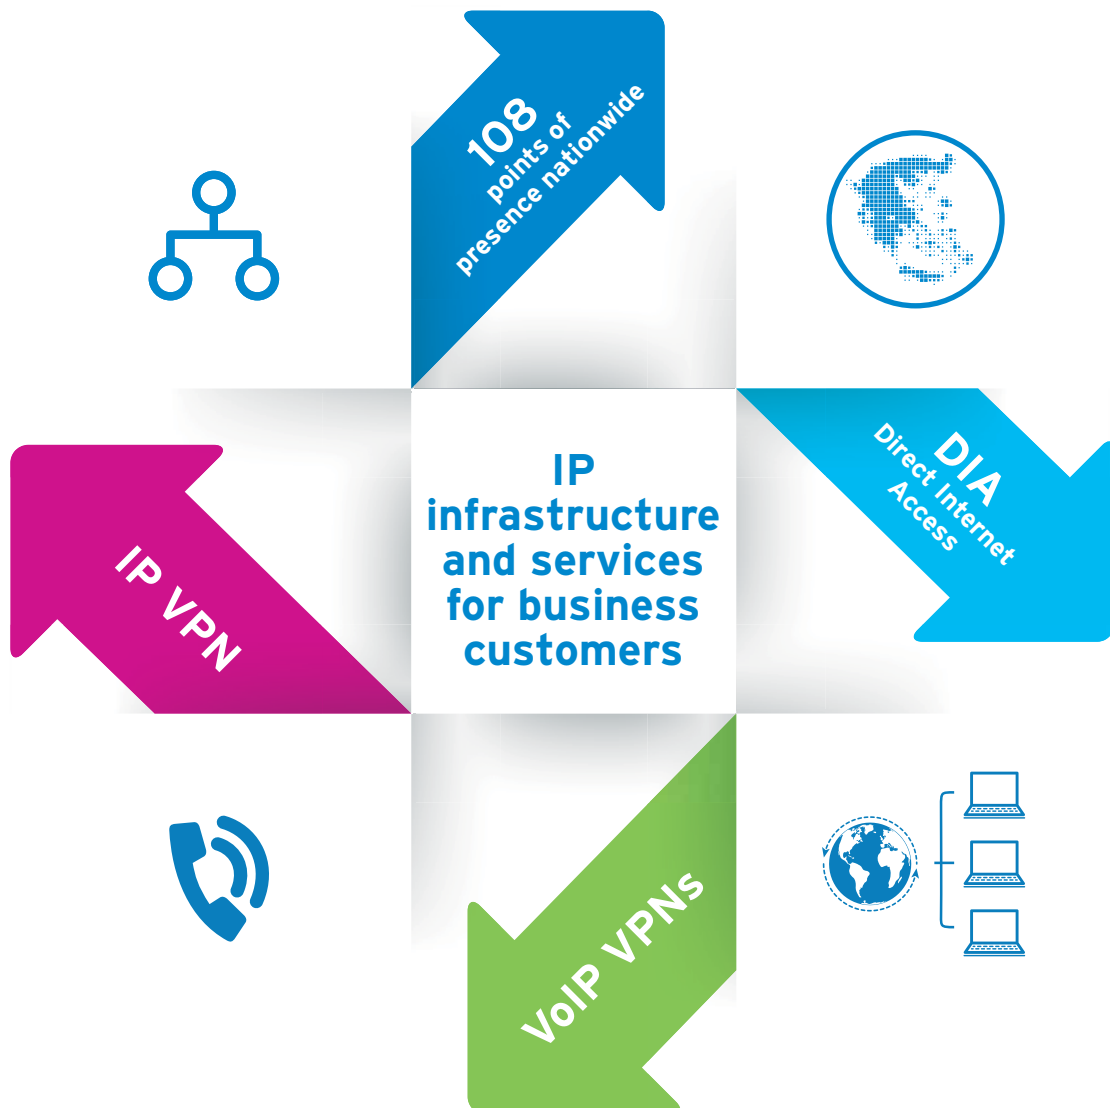 108
points of
presence nationwide
DIA
Direct Internet
Access
IP
infrastructure
and services
for business
customers
IP VPN
VoIP VPNs